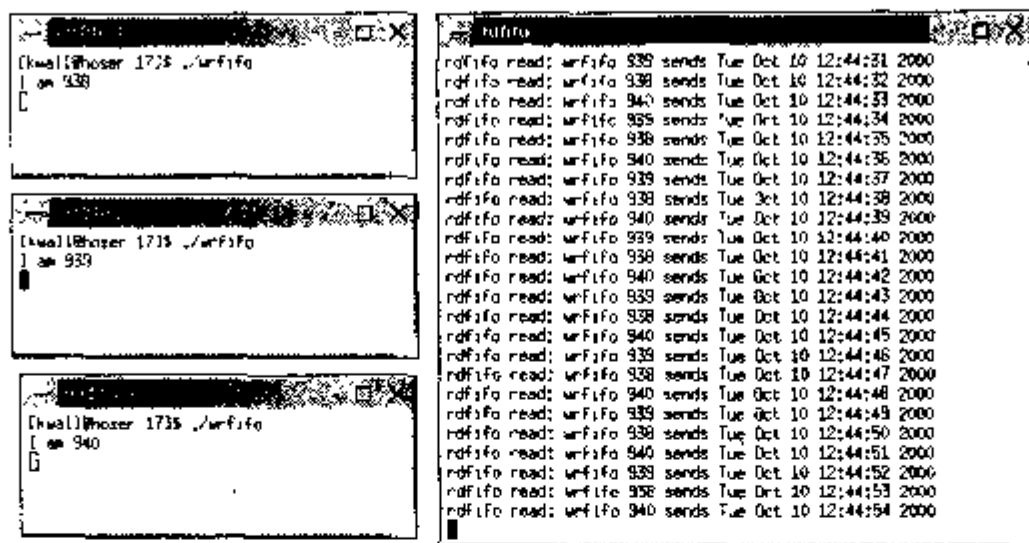 [kwall@hoser 17]$ ./wrfifo
I am 938
[kwall@hoser 17]$ ./wrfifo
I am 939
[kwall@hoser 17]$ ./wrfifo
I am 940
rdfifo
rdfifo read: wrfifo 939 sends Tue Oct 10 12:44:31 2000
rdfifo read: wrfifo 938 sends Tue Oct 10 12:44:32 2000
rdfifo read: wrfifo 940 sends Tue Oct 10 12:44:33 2000
rdfifo read: wrfifo 939 sends Tue Oct 10 12:44:34 2000
rdfifo read: wrfifo 938 sends Tue Oct 10 12:44:35 2000
rdfifo read: wrfifo 940 sends Tue Oct 10 12:44:36 2000
rdfifo read: wrfifo 939 sends Tue Oct 10 12:44:37 2000
rdfifo read: wrfifo 938 sends Tue Oct 10 12:44:38 2000
rdfifo read: wrfifo 940 sends Tue Oct 10 12:44:39 2000
rdfifo read: wrfifo 939 sends Tue Oct 10 12:44:40 2000
rdfifo read: wrfifo 938 sends Tue Oct 10 12:44:41 2000
rdfifo read: wrfifo 940 sends Tue Oct 10 12:44:42 2000
rdfifo read: wrfifo 939 sends Tue Oct 10 12:44:43 2000
rdfifo read: wrfifo 938 sends Tue Oct 10 12:44:44 2000
rdfifo read: wrfifo 940 sends Tue Oct 10 12:44:45 2000
rdfifo read: wrfifo 939 sends Tue Oct 10 12:44:46 2000
rdfifo read: wrfifo 938 sends Tue Oct 10 12:44:47 2000
rdfifo read: wrfifo 940 sends Tue Oct 10 12:44:48 2000
rdfifo read: wrfifo 939 sends Tue Oct 10 12:44:49 2000
rdfifo read: wrfifo 938 sends Tue Oct 10 12:44:50 2000
rdfifo read: wrfifo 940 sends Tue Oct 10 12:44:51 2000
rdfifo read: wrfifo 939 sends Tue Oct 10 12:44:52 2000
rdfifo read: wrfifo 938 sends Tue Oct 10 12:44:53 2000
rdfifo read: wrfifo 940 sends Tue Oct 10 12:44:54 2000